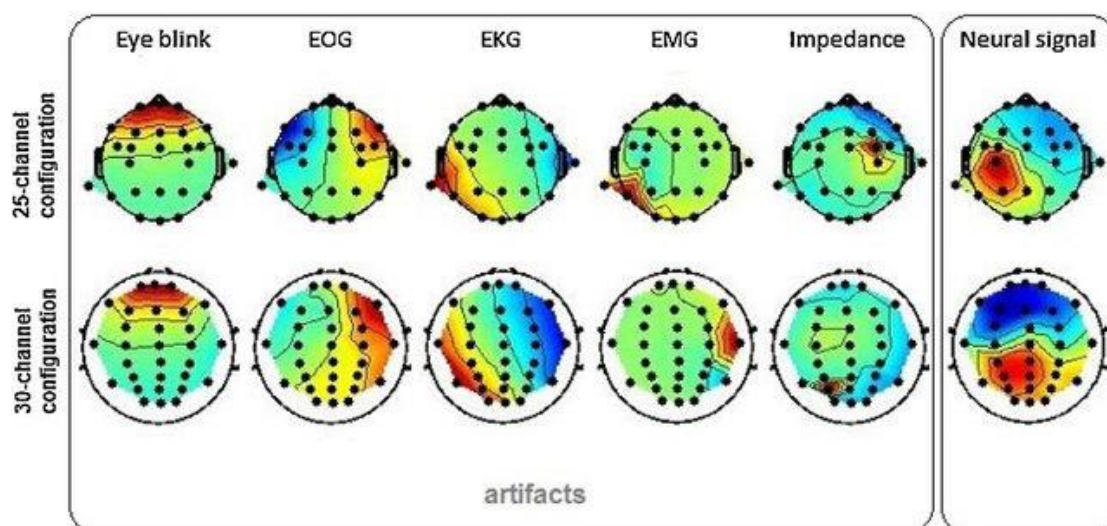 Eye blink
EOG
EKG
EMG
Impedance
Neural signal
25-channel
configuration
30-channel
configuration
artifacts